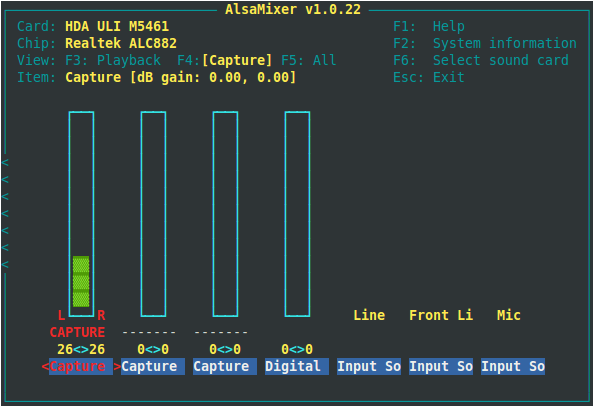 AlsaMixer v1.0.22
Card: HDA ULI M5461 F1: Help
Chip: Realtek ALC882 F2: System information
View: F3: Playback F4:[Capture] F5: All F6: Select sound card
Item: Capture [dB gain: 0.00, 0.00] Esc: Exit
<
<
<
<
<
<
<
L R Line Front Li Mic
CAPTURE ------- -------
26<>26 0<>0 0<>0 0<>0
<Capture > Capture Capture Digital Input So Input So Input So